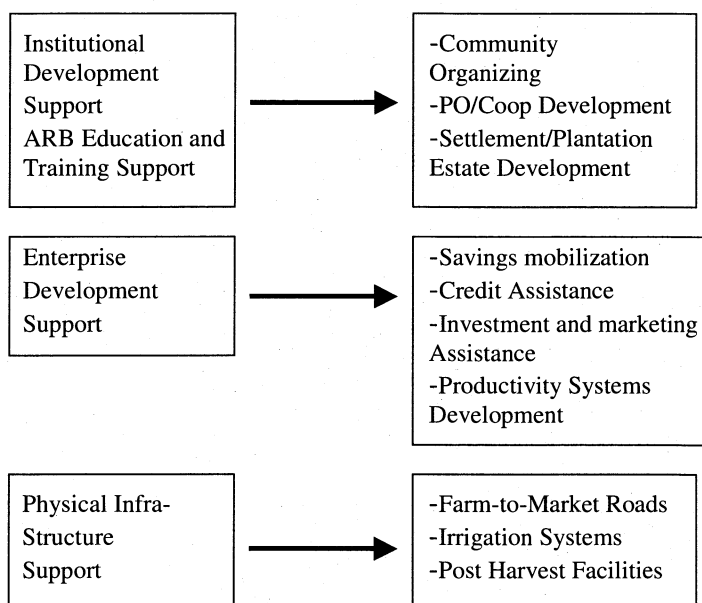 Institutional
Development
Support
ARB Education and
Training Support
-Community
Organizing
-PO/Coop Development
-Settlement/Plantation
Estate Development
Enterprise
Development
Support
-Savings mobilization
-Credit Assistance
-Investment and marketing
Assistance
-Productivity Systems
Development
Physical Infra-
Structure
Support
-Farm-to-Market Roads
-Irrigation Systems
-Post Harvest Facilities